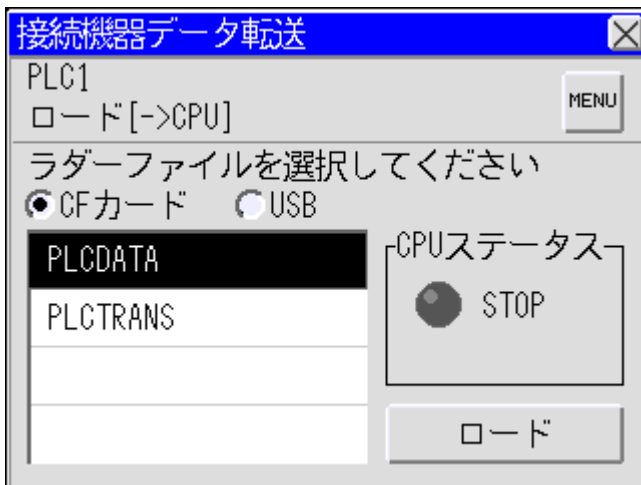 接続機器データ転送
PLC1
MENU
ロード[->CPU]
ラダーファイルを選択してください
CFカード USB
PLCDATA
PLCTRANS
CPUステータス
STOP
ロード